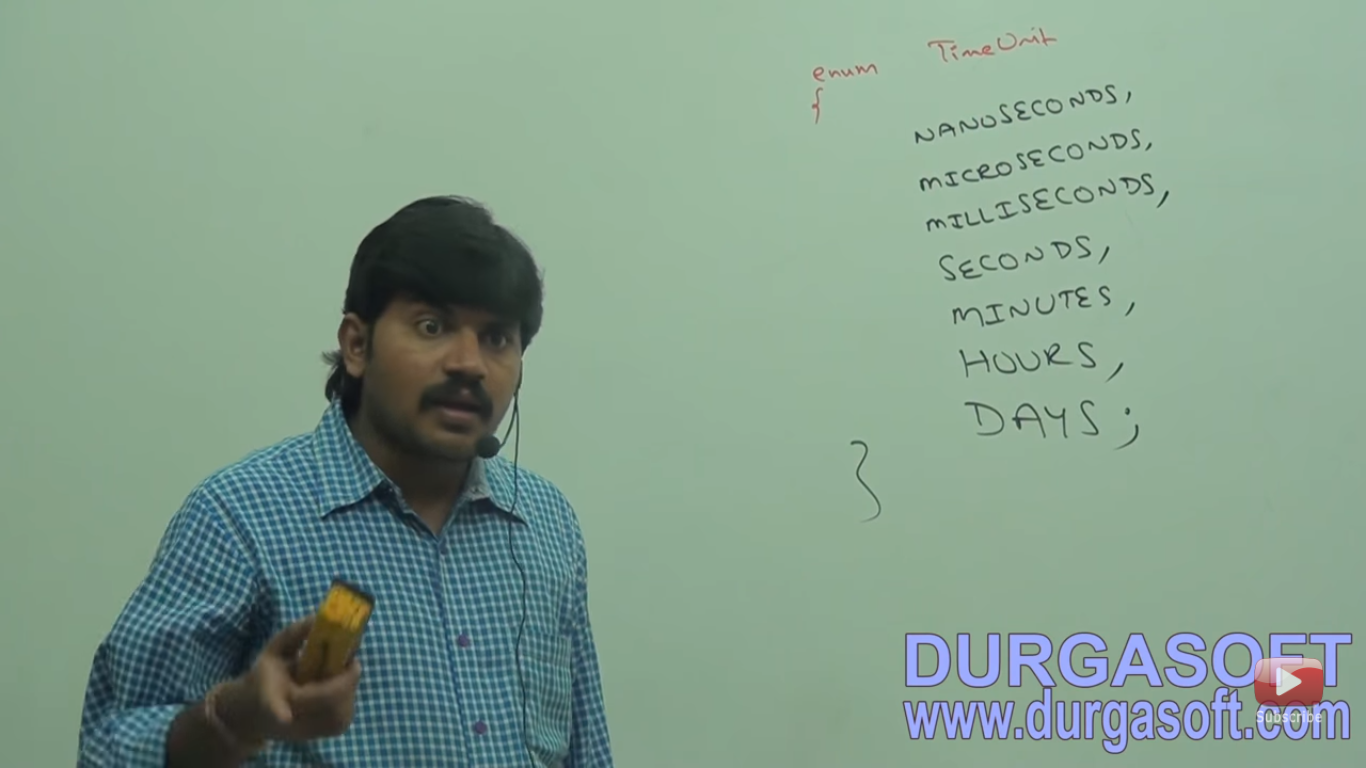 enum TimeUnit
{
NANOSECONDS,
MICROSECONDS,
MILLISECONDS,
SECONDS,
MINUTES,
HOURS,
DAYS;
}
DURGASOFT
Subscribe
www.durgasoft.com